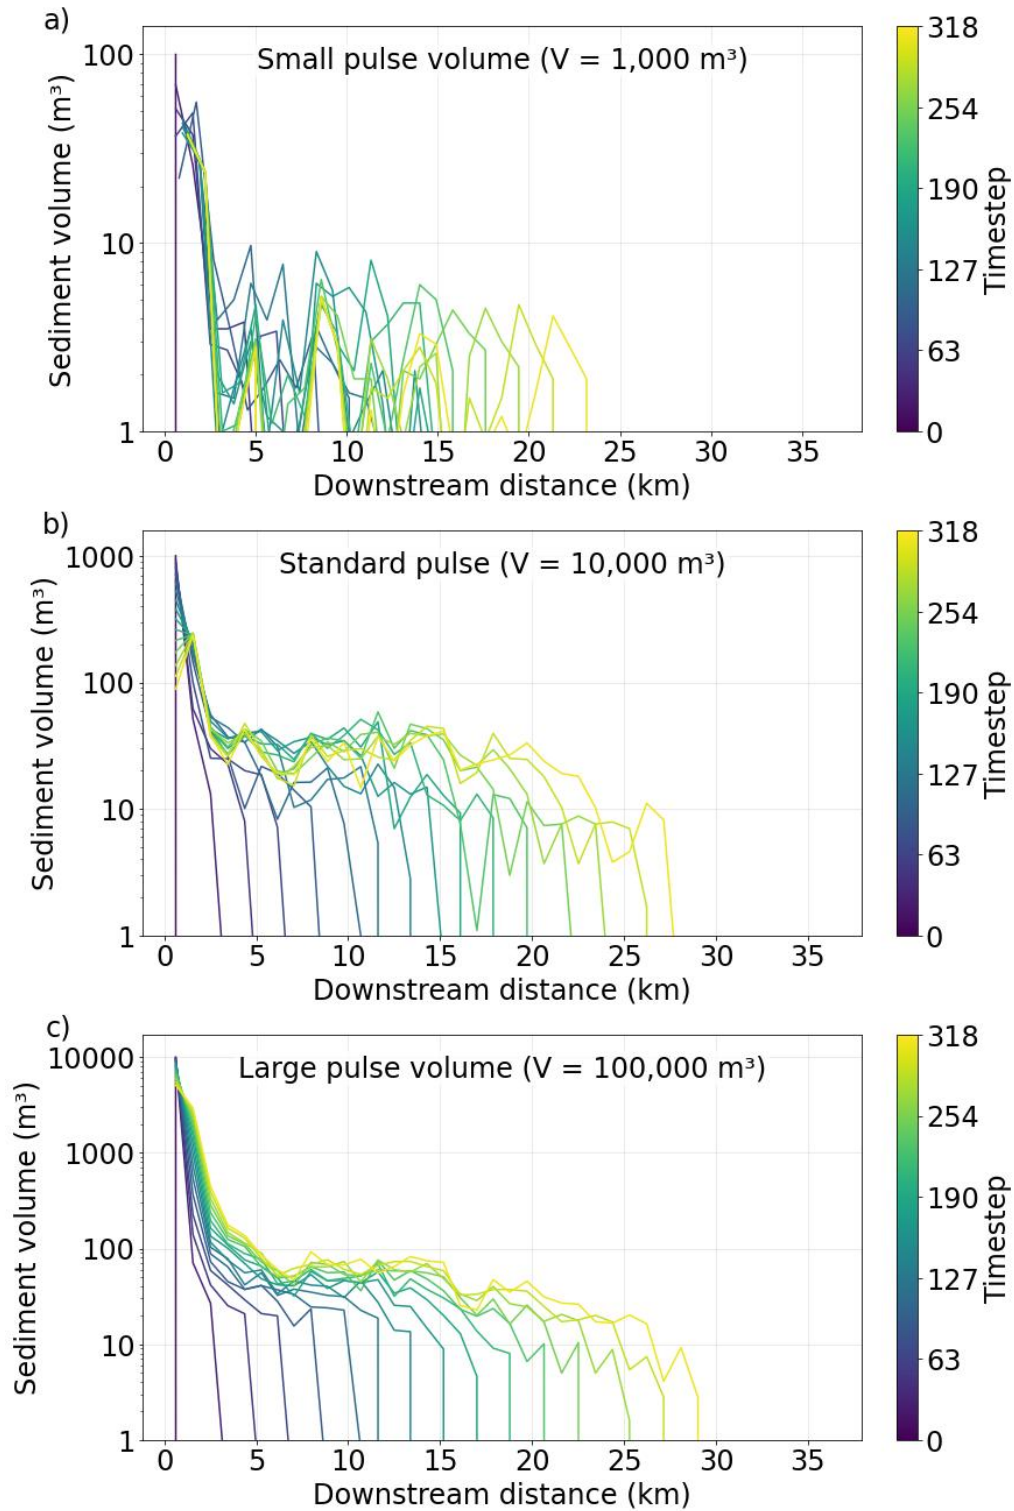 a)
Small pulse volume (V = 1,000 m³)
Sediment volume (m³)
100
10
1
0 5 10 15 20 25 30 35
Downstream distance (km)
318
254
190
127
63
0
Timestep
b)
Standard pulse (V = 10,000 m³)
Sediment volume (m³)
1000
100
10
1
0 5 10 15 20 25 30 35
Downstream distance (km)
318
254
190
127
63
0
Timestep
c)
Large pulse volume (V = 100,000 m³)
Sediment volume (m³)
10000
1000
100
10
1
0 5 10 15 20 25 30 35
Downstream distance (km)
318
254
190
127
63
0
Timestep